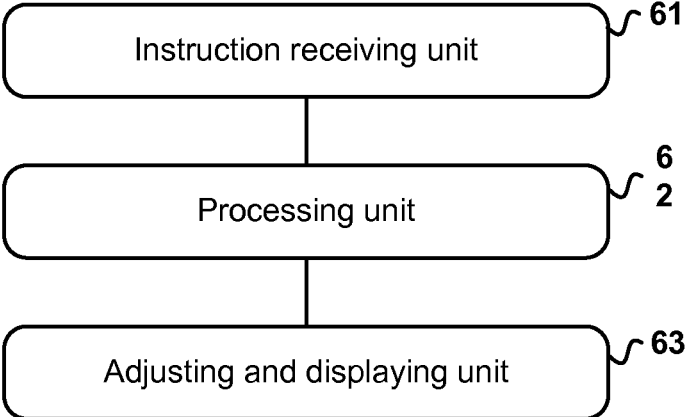 Instruction receiving unit
61
Processing unit
6
2
Adjusting and displaying unit
63